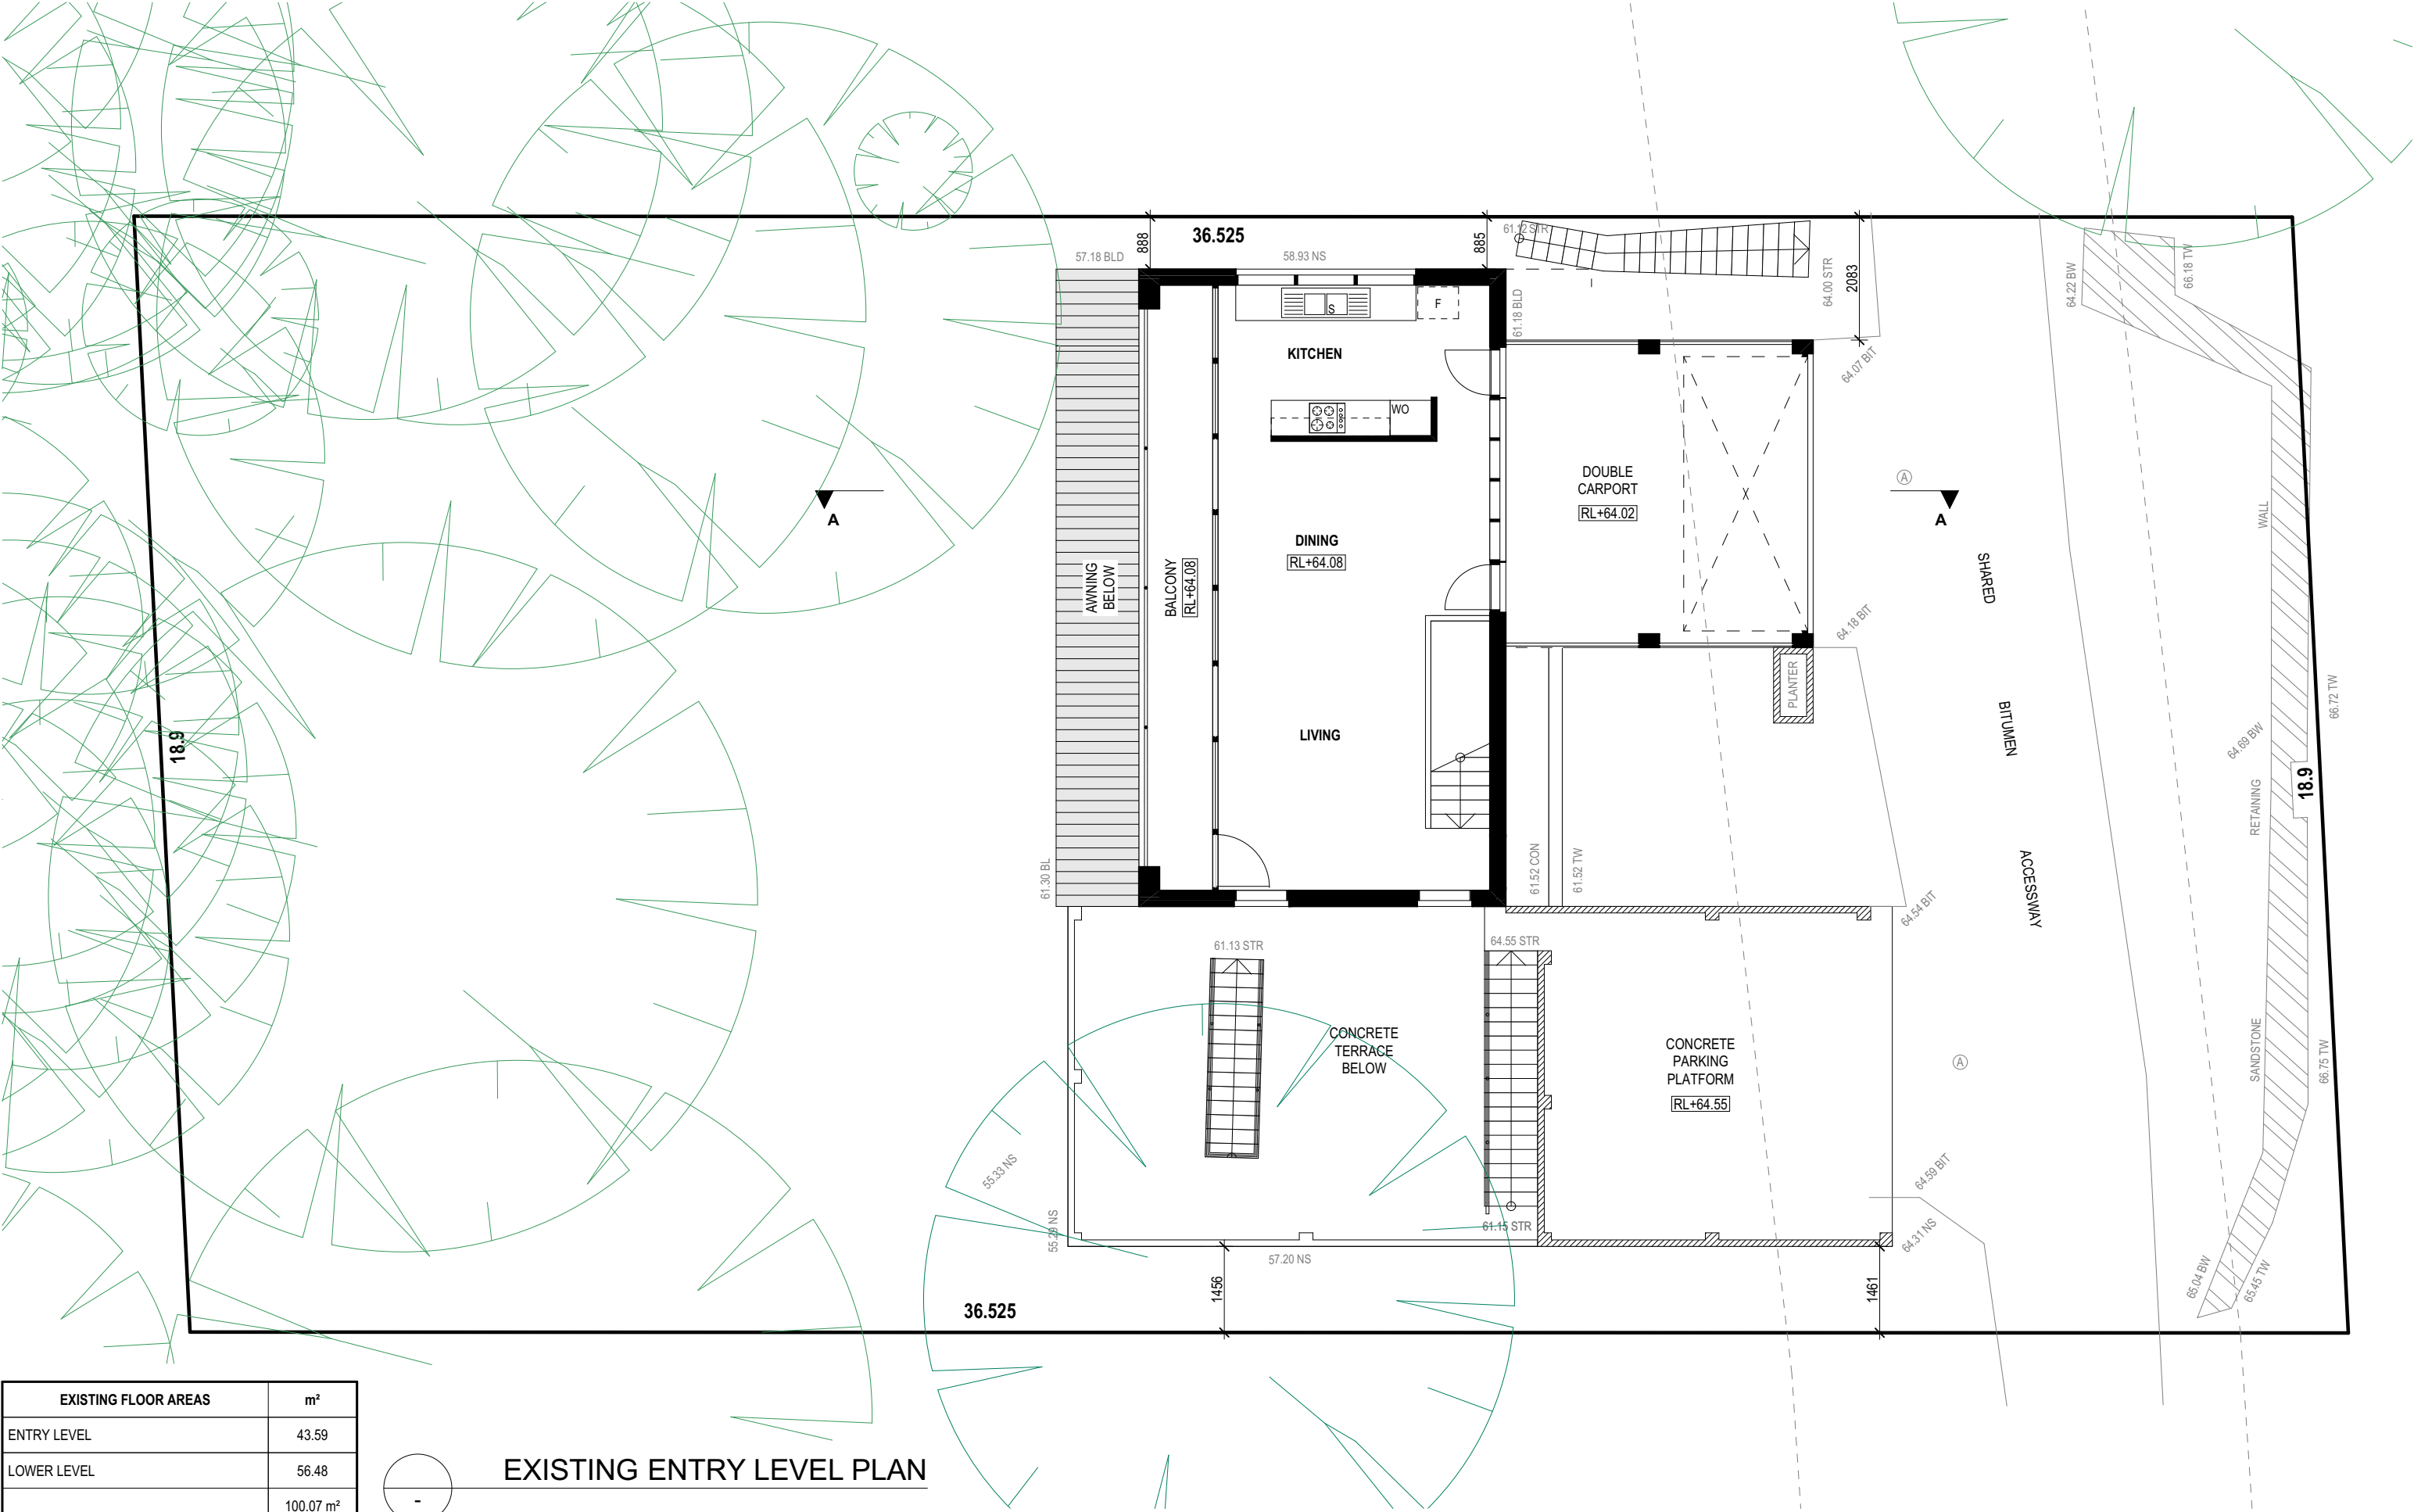 888
36.525
885
61.12 STR
57.18 BLD
58.93 NS
61.18 BLD
64.00 STR
2083
64.22 BW
66.18 TW
S
F
KITCHEN
64.07 BIT
WO
DOUBLE
CARPORT
RL+64.02
A
A
A
WALL
DINING
RL+64.08
AWNING
BELOW
BALCONY
RL+64.08
SHARED
64.18 BIT
PLANTER
66.72 TW
18.9
LIVING
BITUMEN
64.69 BW
18.9
RETAINING
61.30 BL
61.52 CON
61.52 TW
ACCESSWAY
64.54 BIT
61.13 STR
64.55 STR
CONCRETE
TERRACE
BELOW
CONCRETE
PARKING
PLATFORM
RL+64.55
A
SANDSTONE
66.75 TW
55.33 NS
64.59 BIT
55.29 NS
61.15 STR
64.31 NS
57.20 NS
65.04 BW
65.45 TW
1456
1461
36.525
EXISTING FLOOR AREAS m²
ENTRY LEVEL 43.59
LOWER LEVEL 56.48
100.07 m²
EXISTING ENTRY LEVEL PLAN
-